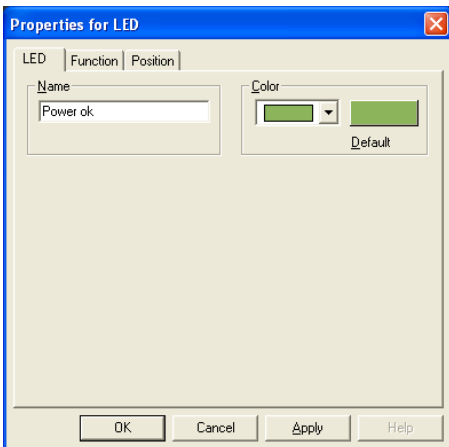 Properties for LED
LED Function Position
Name
Power ok
Color
Default
OK Cancel Apply Help